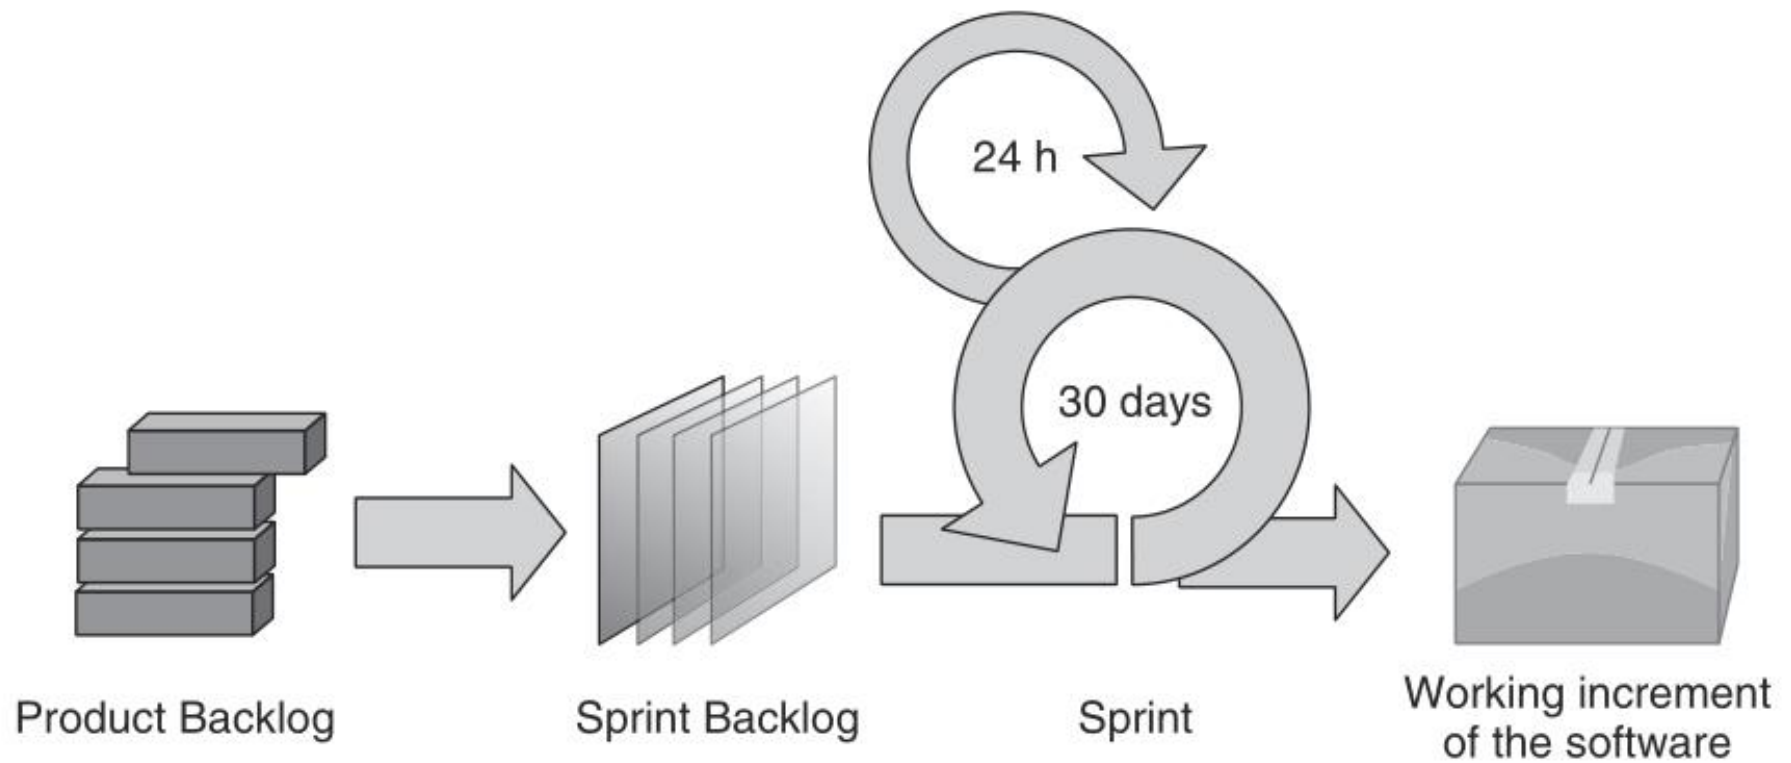 24 h
30 days
Product Backlog
Sprint Backlog
Sprint
Working increment
of the software